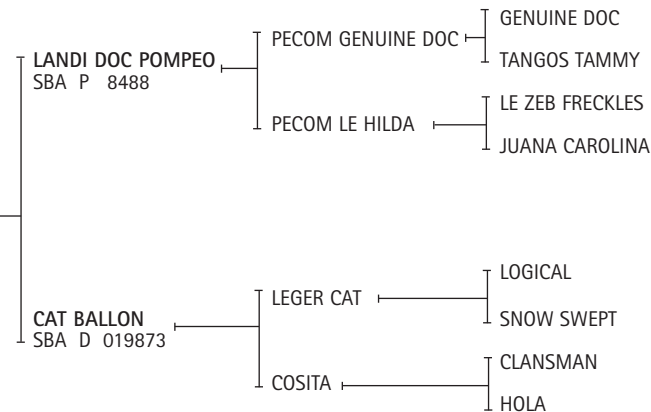 GENUINE DOC
PECOM GENUINE DOC
LANDI DOC POMPEO
TANGOS TAMMY
SBA P 8488
LE ZEB FRECKLES
PECOM LE HILDA
JUANA CAROLINA
LOGICAL
LEGER CAT
CAT BALLON
SNOW SWEPT
SBA D 019873
CLANSMAN
COSITA
HOLA